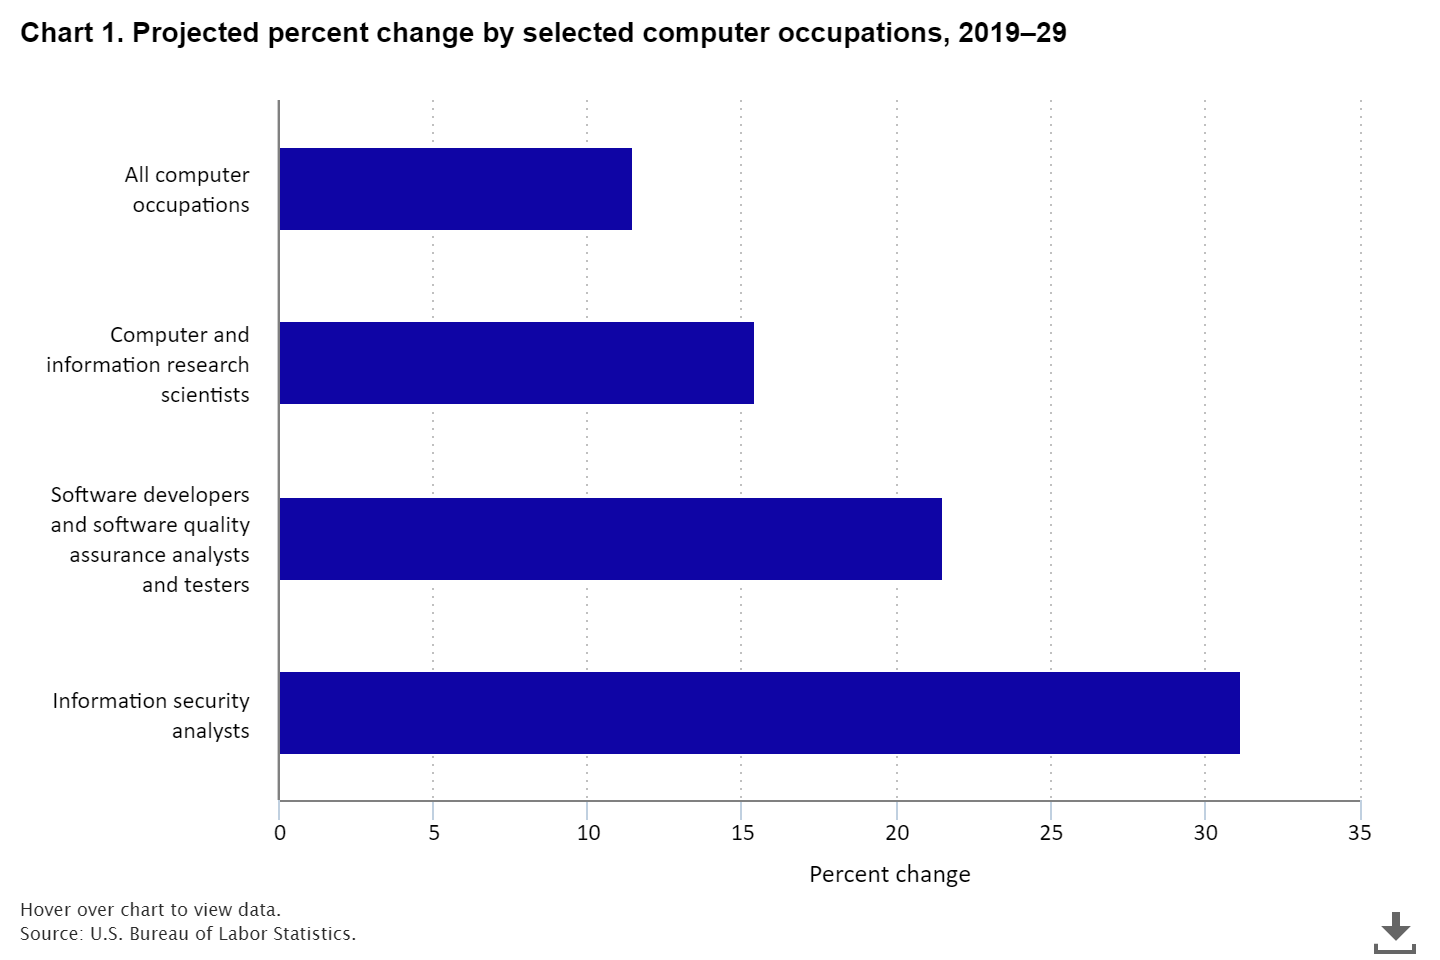 Chart 1. Projected percent change by selected computer occupations, 2019–29
All computer
occupations
Computer and
information research
scientists
Software developers
and software quality
assurance analysts
and testers
Information security
analysts
0 5 10 15 20 25 30 35
Percent change
Hover over chart to view data.
Source: U.S. Bureau of Labor Statistics.